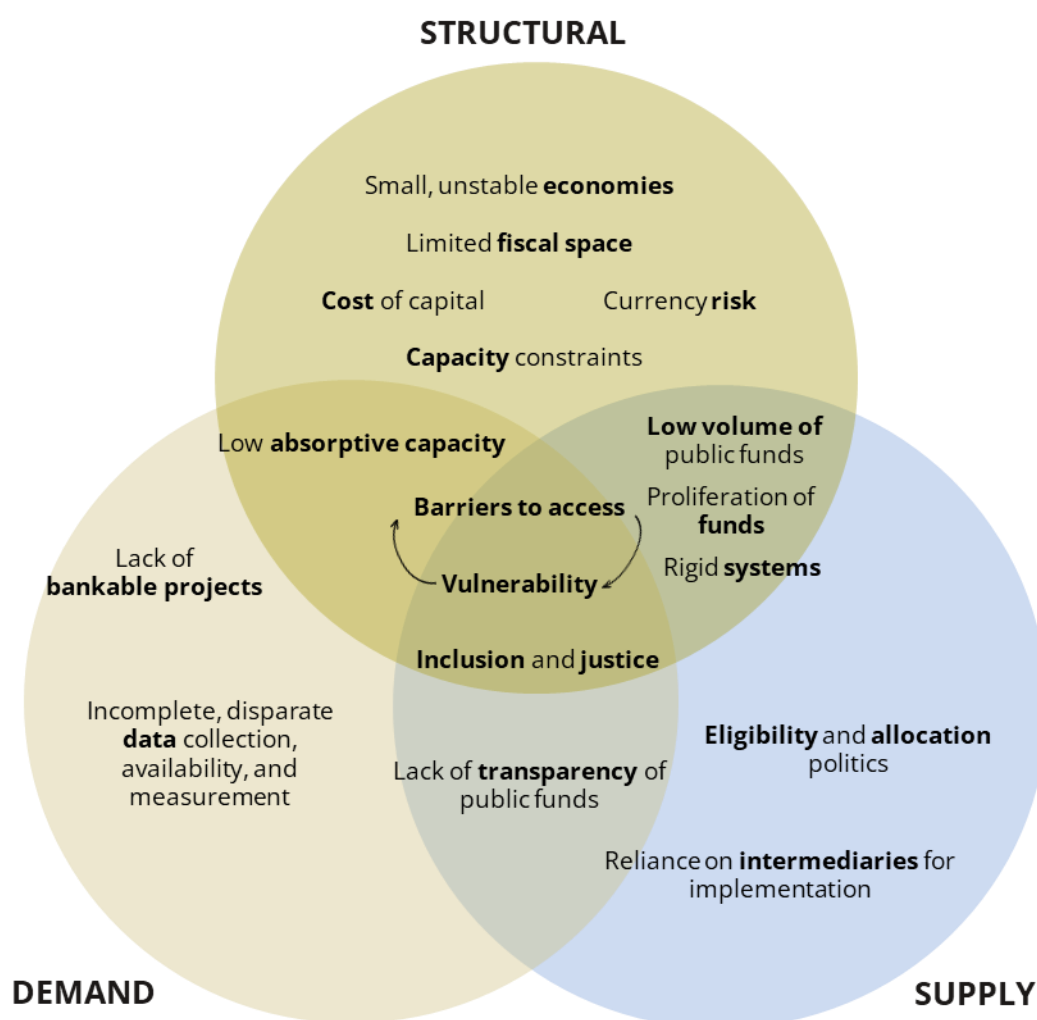 STRUCTURAL
Small, unstable economies
Limited fiscal space
Cost of capital
Currency risk
Capacity constraints
Low absorptive capacity
Low volume of
public funds
Barriers to access
Proliferation of
funds
Lack of
bankable projects
Vulnerability
Rigid systems
Inclusion and justice
Incomplete, disparate
data collection,
availability, and
measurement
Lack of transparency of
public funds
Eligibility and allocation
politics
Reliance on intermediaries for
implementation
DEMAND
SUPPLY